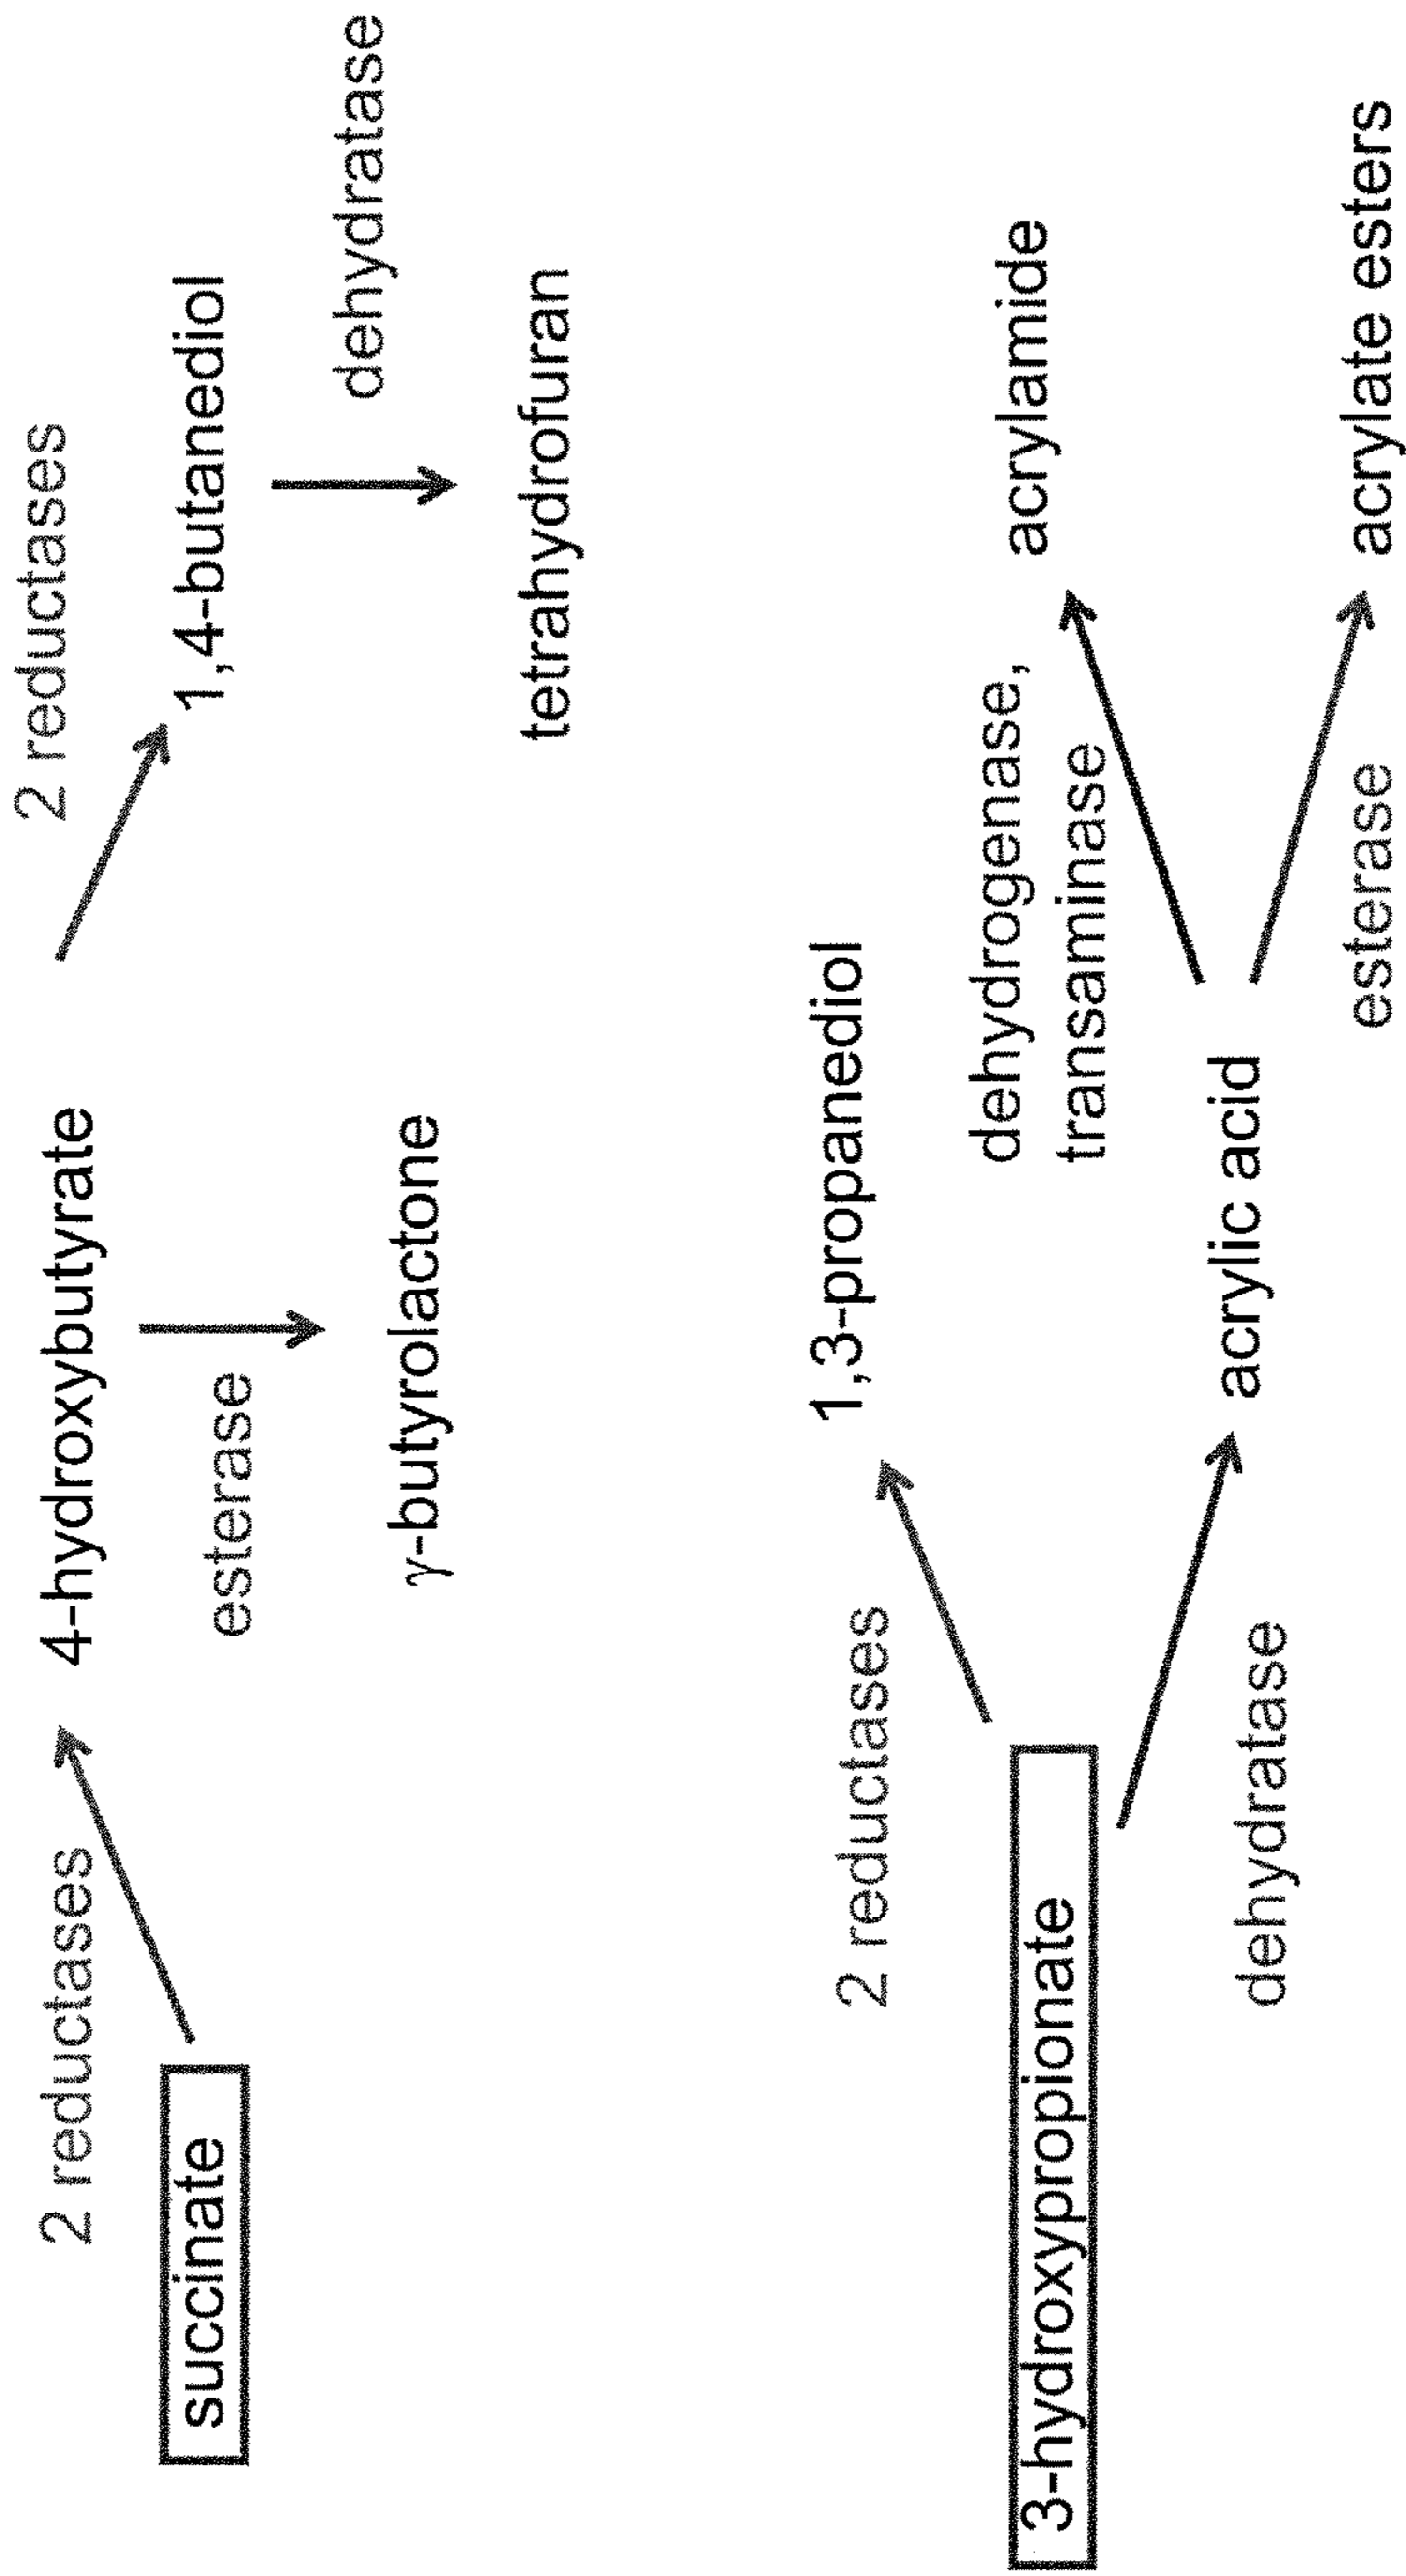 2 reductases
succinate
4-hydroxybutyrate
esterase
γ-butyrolactone
2 reductases
1,4-butanediol
dehydratase
tetrahydrofuran
3-hydroxypropionate
2 reductases
1,3-propanediol
dehydratase
acrylic acid
dehydrogenase,
transaminase
acrylamide
esterase
acrylate esters